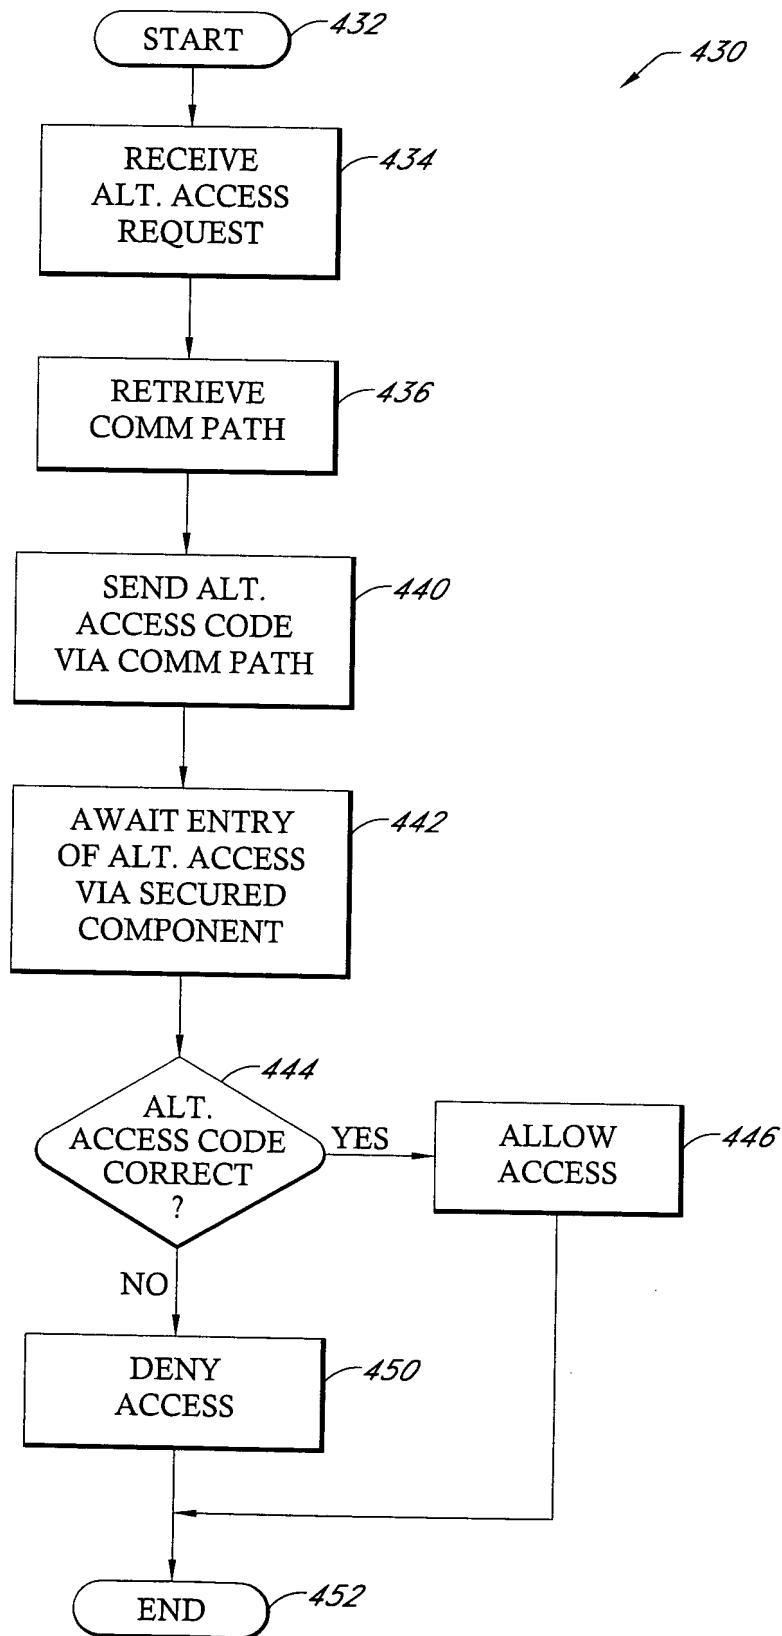 START
432
430
RECEIVE
ALT. ACCESS
REQUEST
434
RETRIEVE
COMM PATH
436
SEND ALT.
ACCESS CODE
VIA COMM PATH
440
AWAIT ENTRY
OF ALT. ACCESS
VIA SECURED
COMPONENT
442
ALT.
ACCESS CODE
CORRECT
?
444
YES
ALLOW
ACCESS
446
NO
DENY
ACCESS
450
END
452